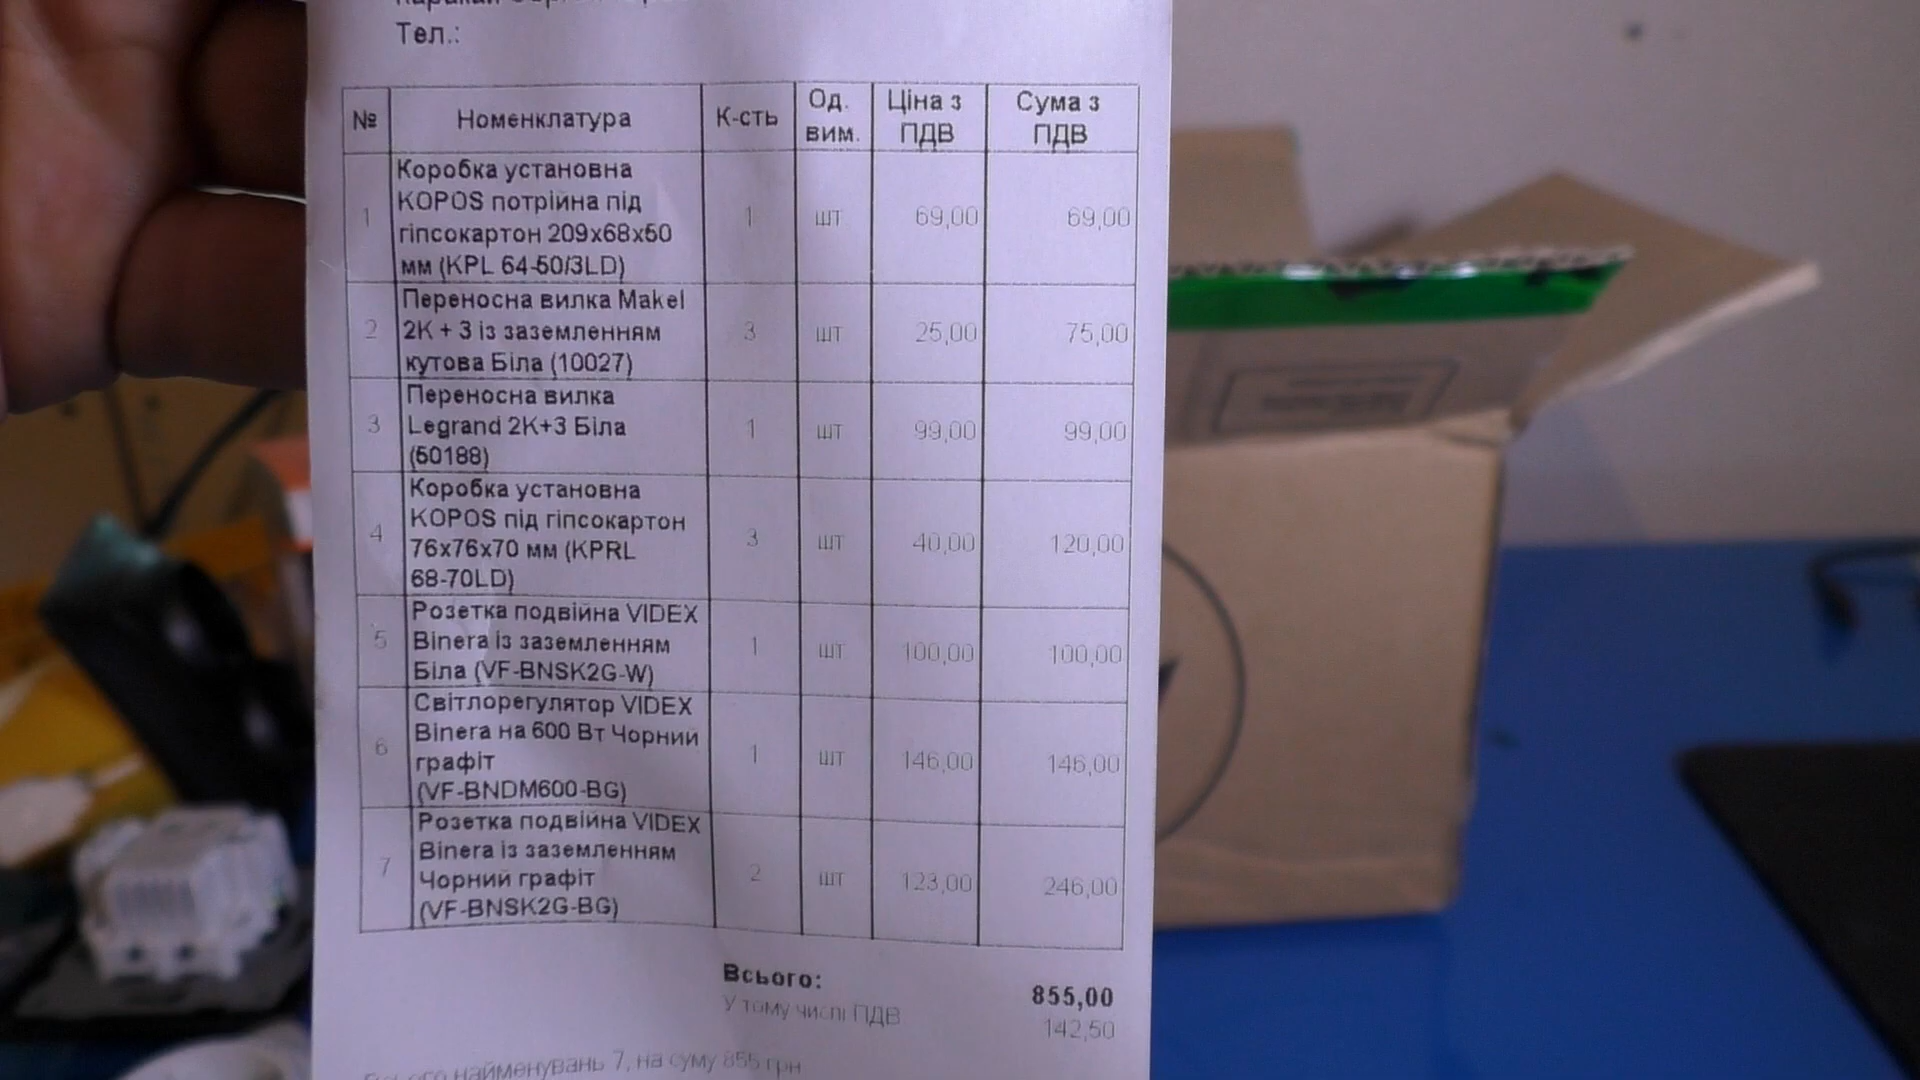 Тел.:
№ Номенклатура К-сть Од. вим. Ціна з ПДВ Сума з ПДВ
1 Коробка установна KOPOS потрійна під гіпсокартон 209x68x50 мм (KPL 64-50/3LD) 1 шт 69,00 69,00
2 Переносна вилка Makel 2K + 3 із заземленням кутова Біла (10027) 3 шт 25,00 75,00
3 Переносна вилка Legrand 2K+3 Біла (50188) 1 шт 99,00 99,00
4 Коробка установна KOPOS під гіпсокартон 76x76x70 мм (KPRL 68-70LD) 3 шт 40,00 120,00
5 Розетка подвійна VIDEX Binera із заземленням Біла (VF-BNSK2G-W) 1 шт 100,00 100,00
6 Світлорегулятор VIDEX Binera на 600 Вт Чорний графіт (VF-BNDM600-BG) 1 шт 146,00 146,00
7 Розетка подвійна VIDEX Binera із заземленням Чорний графіт (VF-BNSK2G-BG) 2 шт 123,00 246,00
Всього: 855,00
У тому числі ПДВ 142,50
найменувань 7, на суму 855 грн